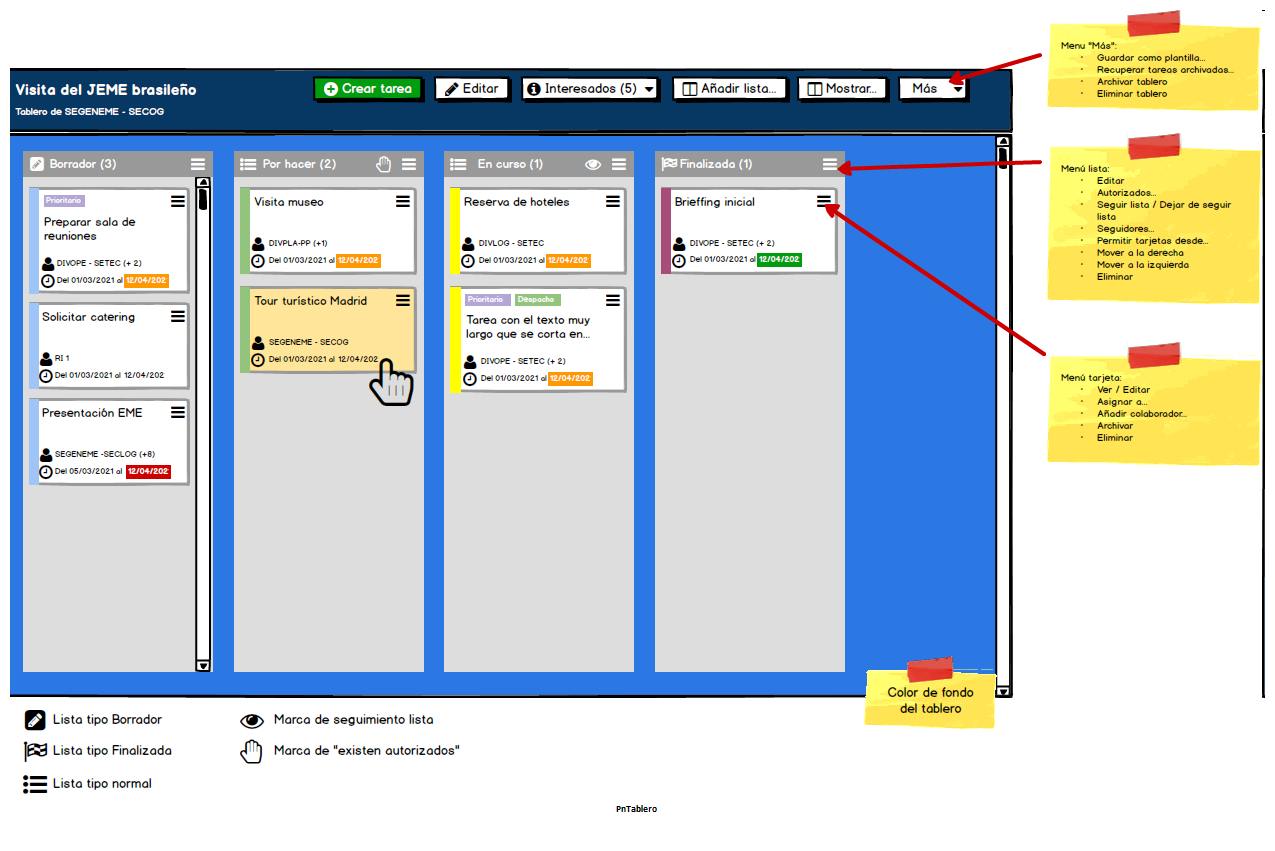 Menu "Más":
· Guardar como plantilla...
· Recuperar tareas archivadas...
· Archivar tablero
· Eliminar tablero
Visita del JEME brasileño
Tablero de SEGENEME - SECOG
Crear tarea
Editar
Interesados (5)
Añadir lista...
Mostrar...
Más
Borrador (3)
Prioritario
Preparar sala de
reuniones
DIVOPE - SETEC (+ 2)
Del 01/03/2021 al 12/04/202
Solicitar catering
RI 1
Del 01/03/2021 al 12/04/202
Presentación EME
SEGENEME -SECLOG (+8)
Del 05/03/2021 al 12/04/202
Por hacer (2)
Visita museo
DIVPLA-PP (+1)
Del 01/03/2021 al 12/04/202
Tour turístico Madrid
SEGENEME - SECOG
Del 01/03/2021 al 12/04/202
En curso (1)
Reserva de hoteles
DIVLOG - SETEC
Del 01/03/2021 al 12/04/202
Prioritario Despacho
Tarea con el texto muy
largo que se corta en...
DIVOPE - SETEC (+ 2)
Del 01/03/2021 al 12/04/202
Finalizada (1)
Brieffing inicial
DIVOPE - SETEC (+ 2)
Del 01/03/2021 al 12/04/202
Menú lista:
· Editar
· Autorizados...
· Seguir lista / Dejar de seguir
lista
· Seguidores...
· Permitir tarjetas desde...
· Mover a la derecha
· Mover a la izquierda
· Eliminar
Menú tarjeta:
· Ver / Editar
· Asignar a...
· Añadir colaborador...
· Archivar
· Eliminar
Color de fondo
del tablero
Lista tipo Borrador
Lista tipo Finalizada
Lista tipo normal
Marca de seguimiento lista
Marca de "existen autorizados"
PnTablero